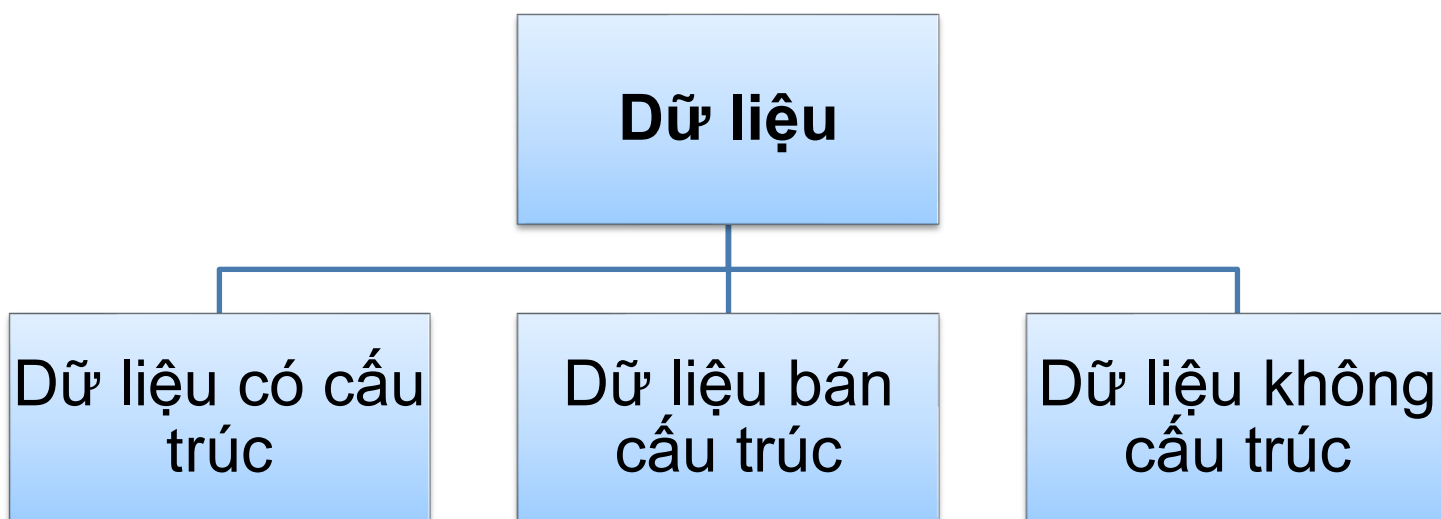 Dữ liệu
Dữ liệu có cấu
trúc
Dữ liệu bán
cấu trúc
Dữ liệu không
cấu trúc